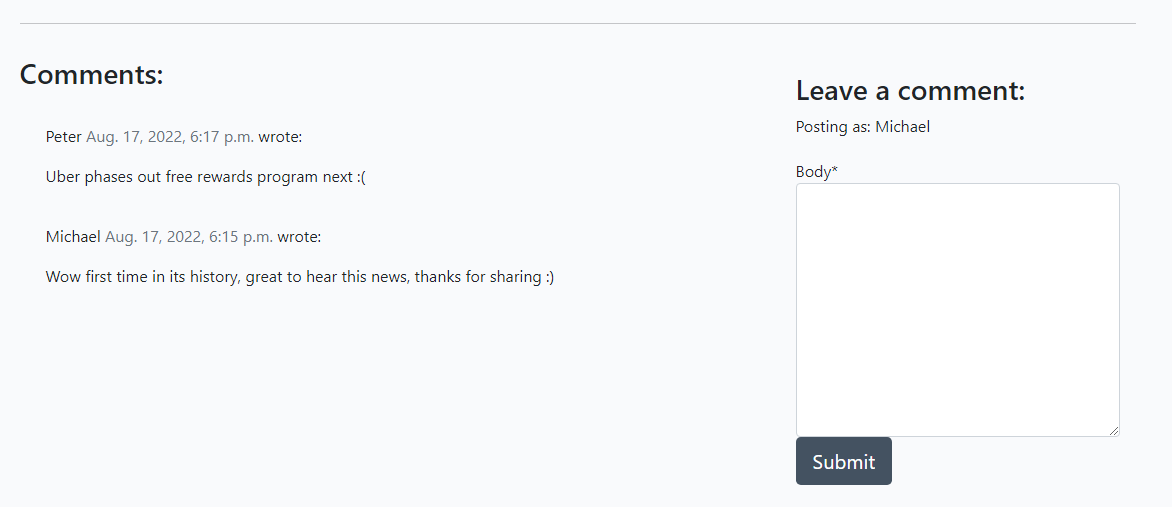 Comments:
Peter Aug. 17, 2022, 6:17 p.m. wrote:
Uber phases out free rewards program next :(
Michael Aug. 17, 2022, 6:15 p.m. wrote:
Wow first time in its history, great to hear this news, thanks for sharing :)
Leave a comment:
Posting as: Michael
Body*
Submit